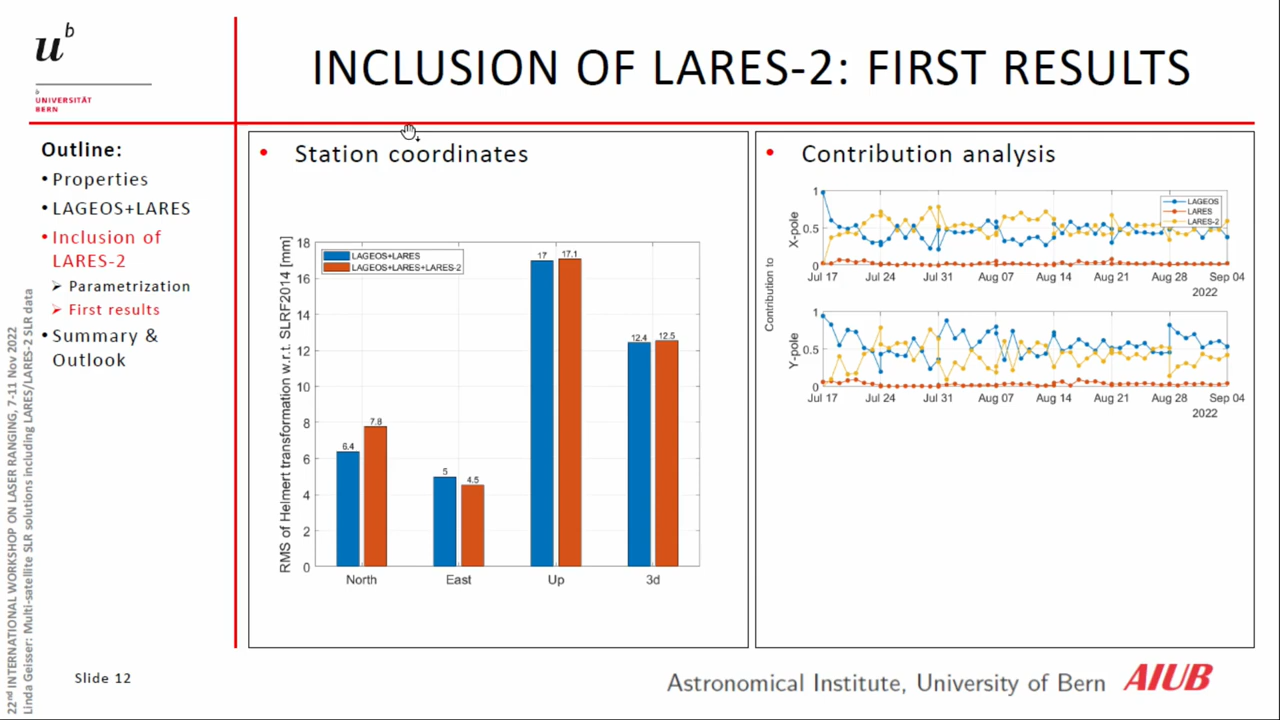 u^b
b
UNIVERSITÄT
BERN
INCLUSION OF LARES-2: FIRST RESULTS
Outline:
• Properties
• LAGEOS+LARES
• Inclusion of
LARES-2
➢ Parametrization
➢ First results
• Summary &
Outlook
22nd INTERNATIONAL WORKSHOP ON LASER RANGING, 7-11 Nov 2022
Linda Geisser: Multi-satellite SLR solutions including LARES/LARES-2 SLR data
• Station coordinates
RMS of Helmert transformation w.r.t. SLRF2014 [mm]
18
16
14
12
10
8
6
4
2
0
LAGEOS+LARES
LAGEOS+LARES+LARES-2
6.4
7.8
5
4.5
17
17.1
12.4
12.5
North
East
Up
3d
• Contribution analysis
Contribution to
X-pole
1
0.5
0
LAGEOS
LARES
LARES-2
Jul 17
Jul 24
Jul 31
Aug 07
Aug 14
Aug 21
Aug 28
Sep 04
2022
Y-pole
1
0.5
0
Jul 17
Jul 24
Jul 31
Aug 07
Aug 14
Aug 21
Aug 28
Sep 04
2022
Slide 12
Astronomical Institute, University of Bern
AIUB